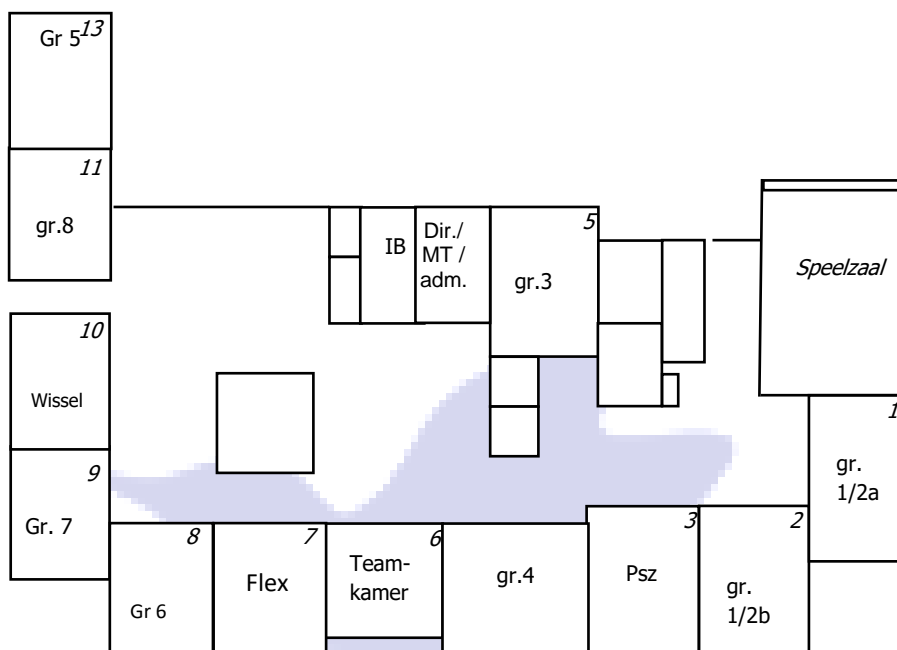 Gr 5
13
11
gr.8
IB
Dir./
MT /
adm.
5
gr.3
Speelzaal
10
Wissel
1
gr.
1/2a
9
Gr. 7
8
Gr 6
7
Flex
6
Team-
kamer
gr.4
3
Psz
2
gr.
1/2b